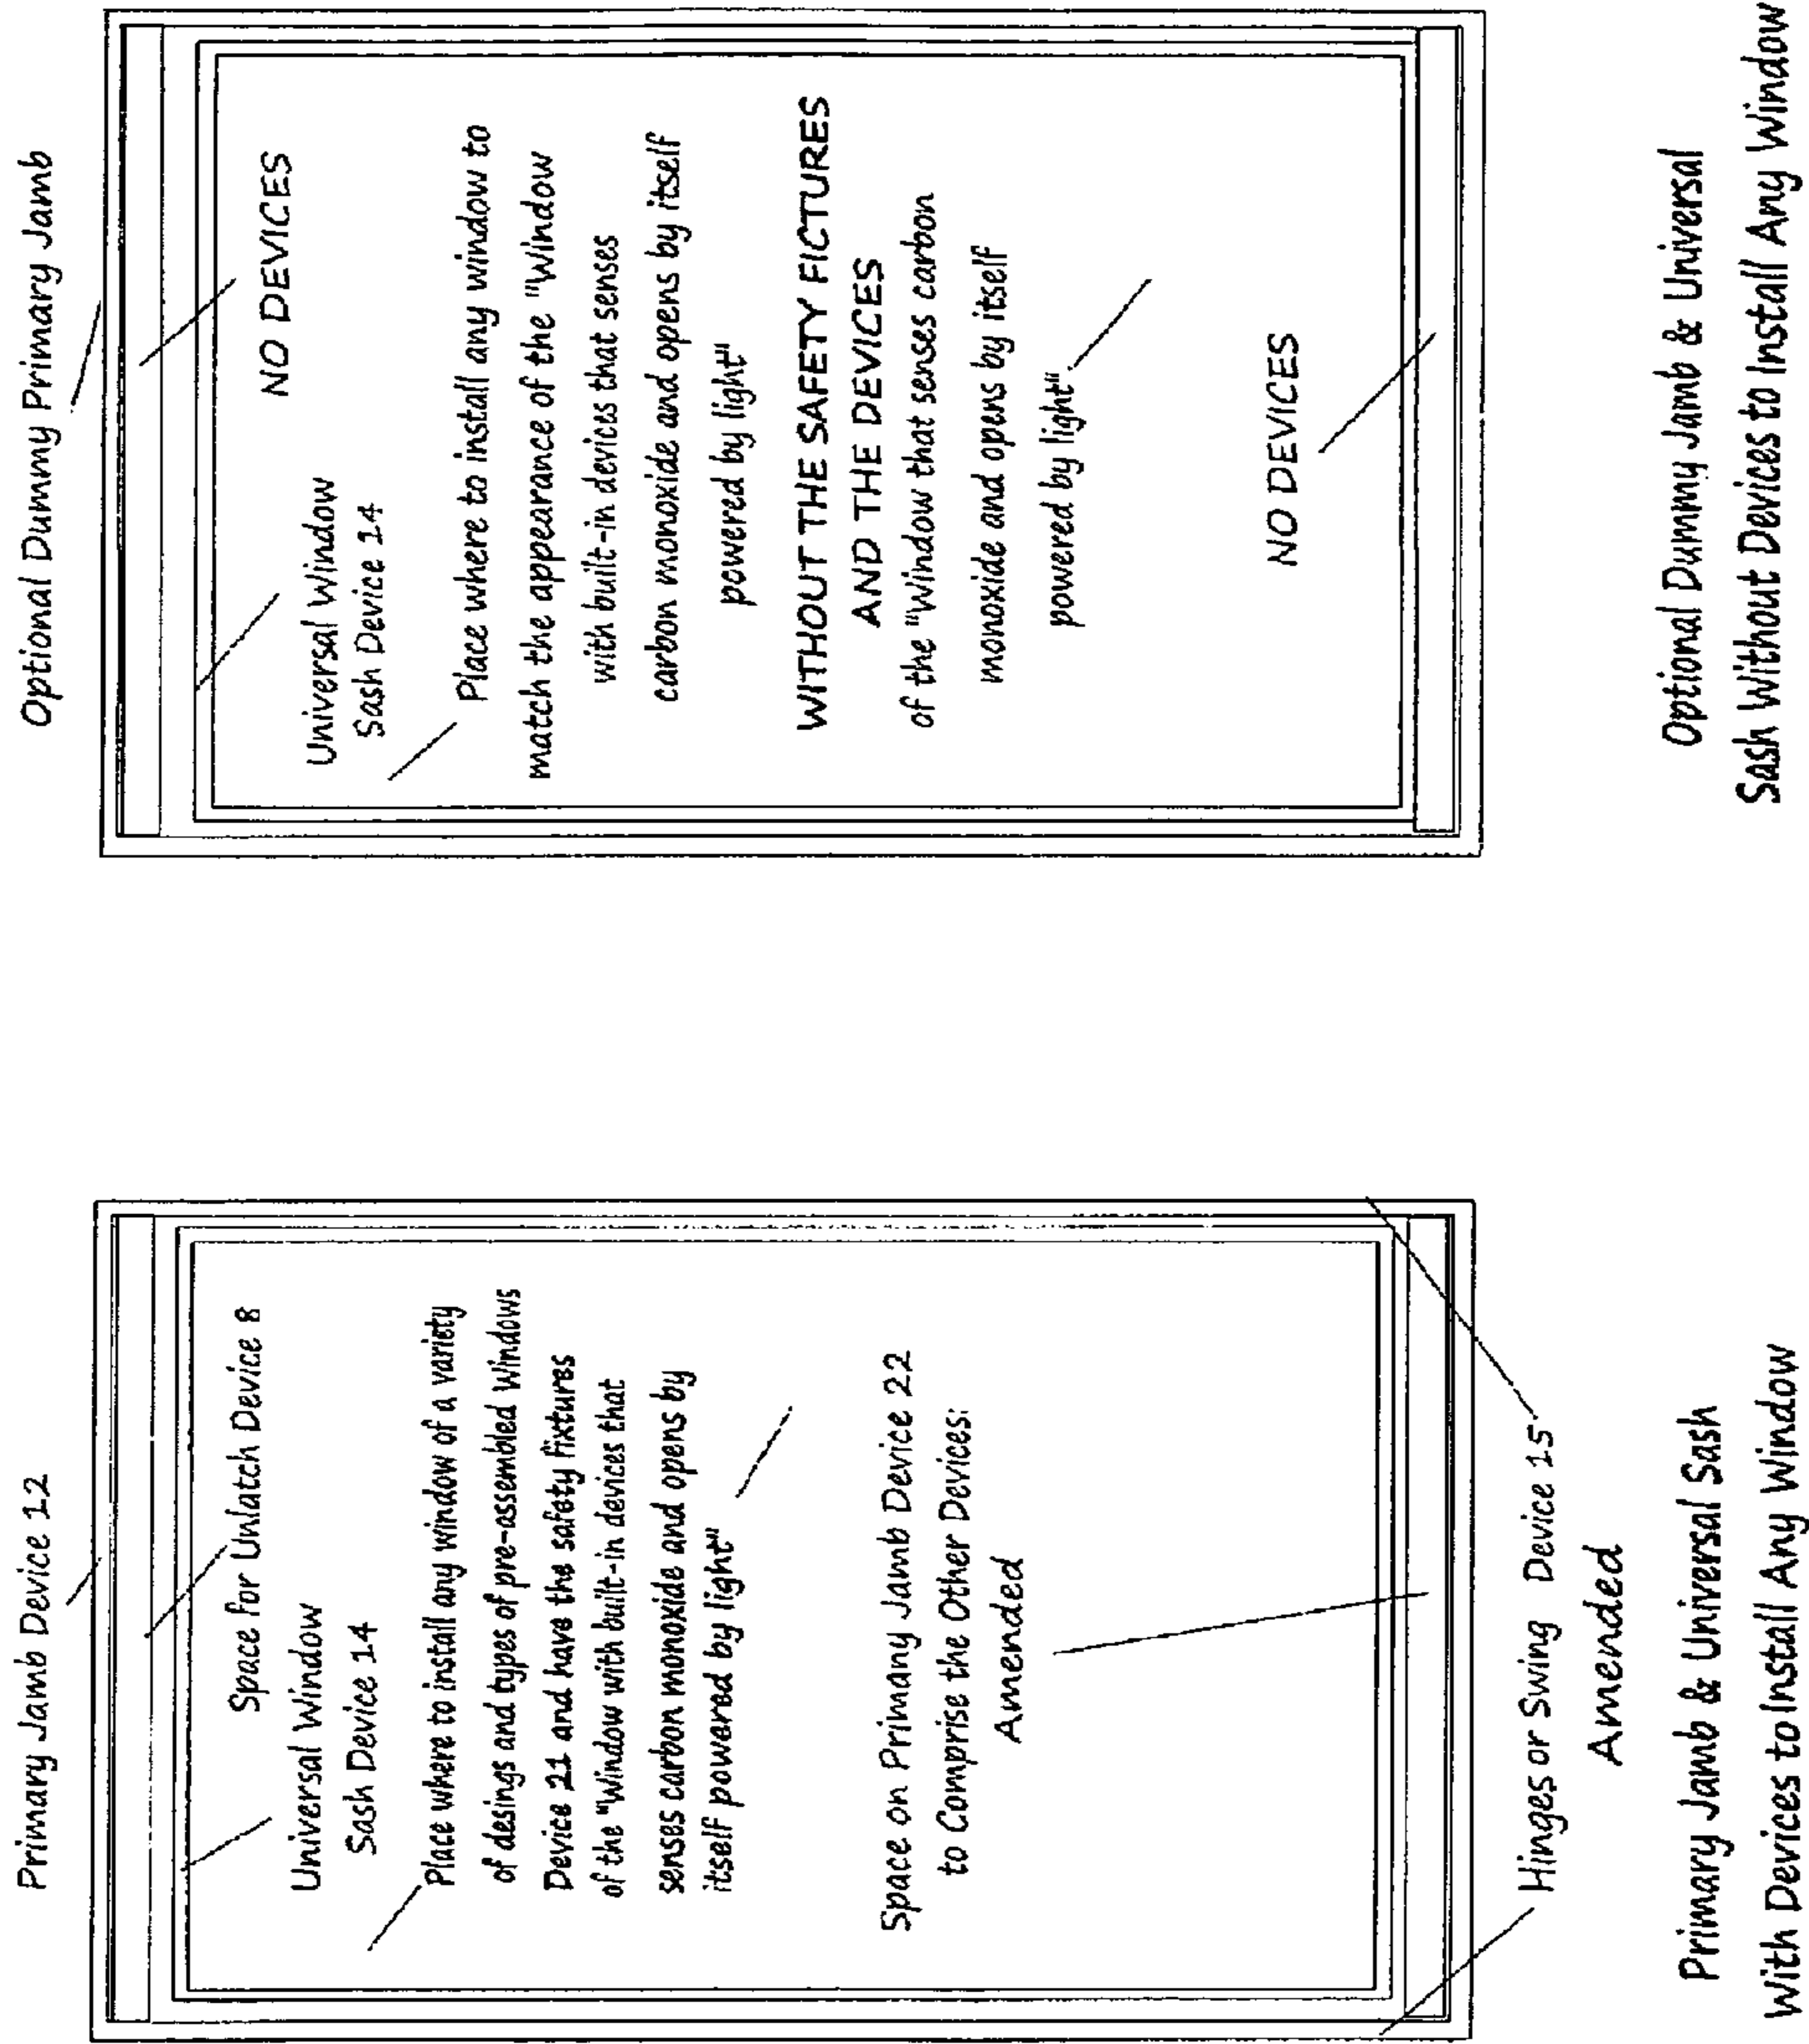 Primary Jamb Device 12
Space for Unlatch Device 8
Universal Window
Sash Device 14
Place where to install any window of a variety
of desings and types of pre-assembled Windows
Device 21 and have the safety fixtures
of the "Window with built-in devices that
senses carbon monoxide and opens by
itself powered by light"
Space on Primany Jamb Device 22
to Comprise the Other Devices:
Amended
Hinges or Swing Device 15
Amended
Primary Jamb & Universal Sash
With Devices to Install Any Window
Optional Dummy Primary Jamb
NO DEVICES
Universal Window
Sash Device 14
Place where to install any window to
match the appearance of the "Window
with built-in devices that senses
carbon monoxide and opens by itself
powered by light"
WITHOUT THE SAFETY FICTURES
AND THE DEVICES
of the "Window that senses carbon
monoxide and opens by itself
powered by light".
NO DEVICES
Optional Dummy Jamb & Universal
Sash Without Devices to Install Any Window